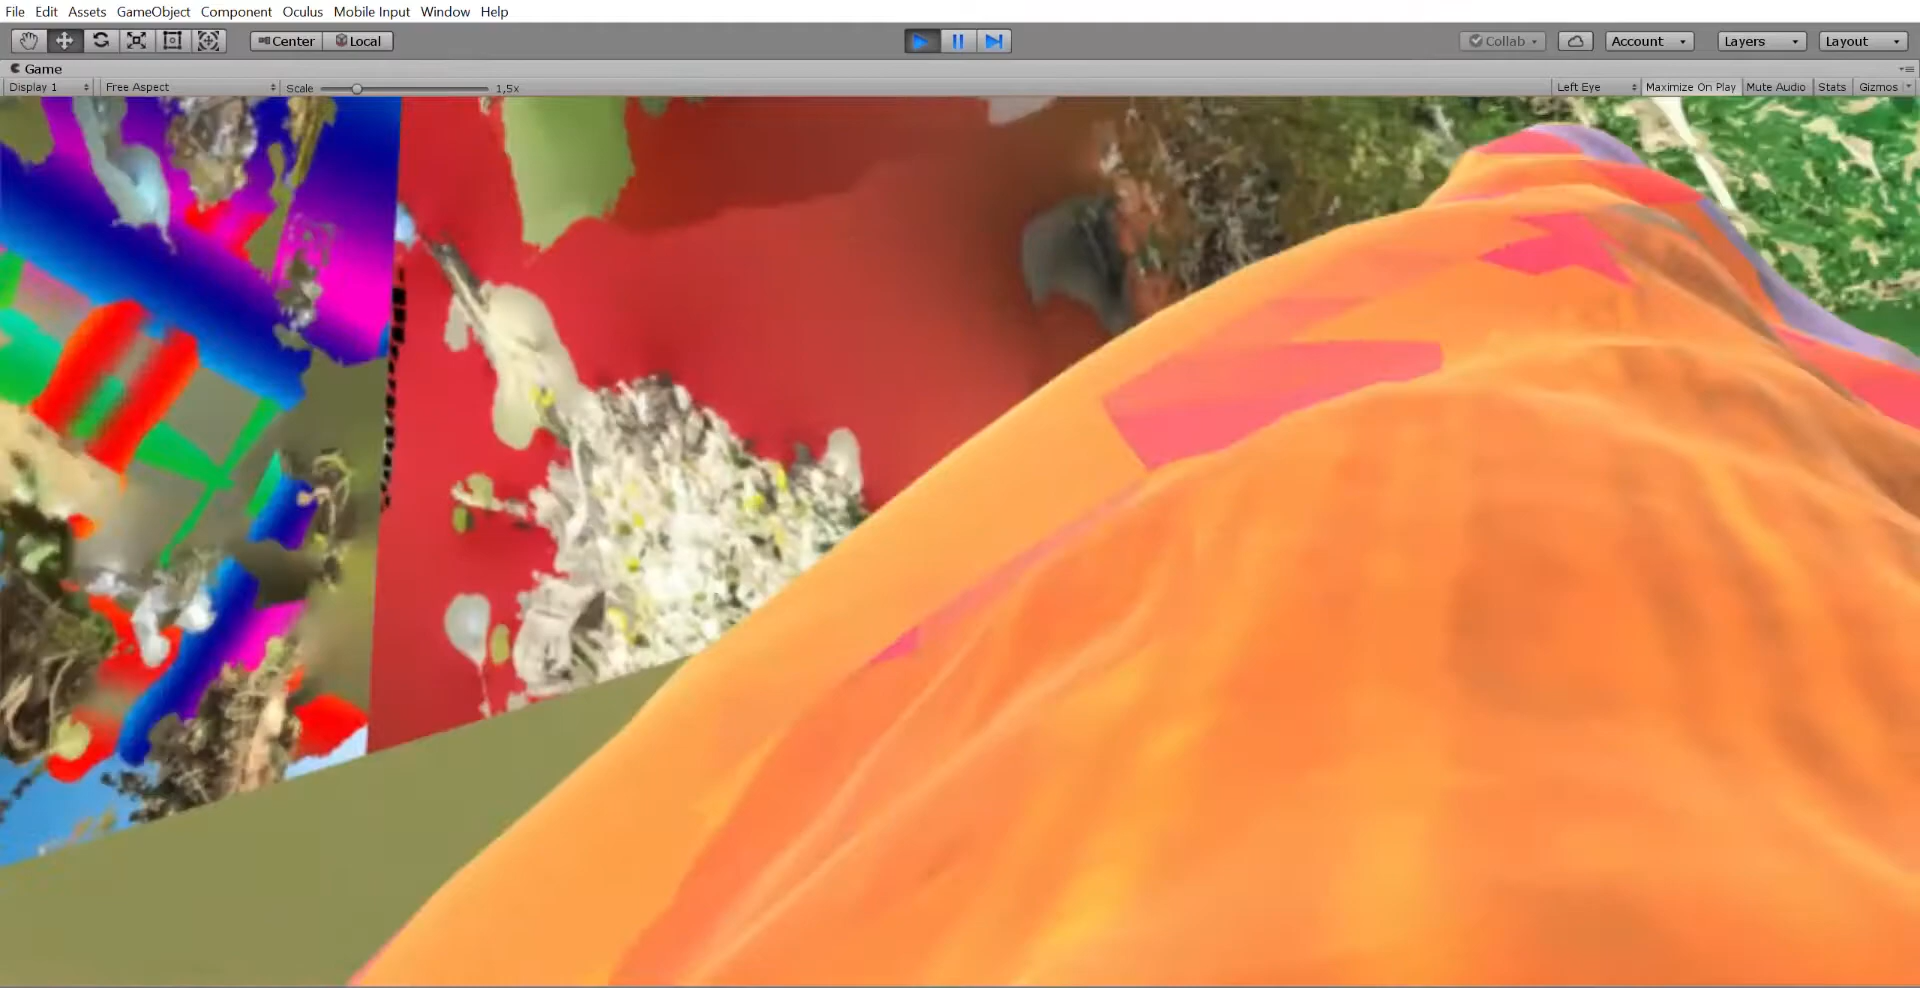 File Edit Assets GameObject Component Oculus Mobile Input Window Help
Center Local Collab Account Layers Layout
Game
Display 1 Free Aspect Scale 1,5x Left Eye Maximize On Play Mute Audio Stats Gizmos